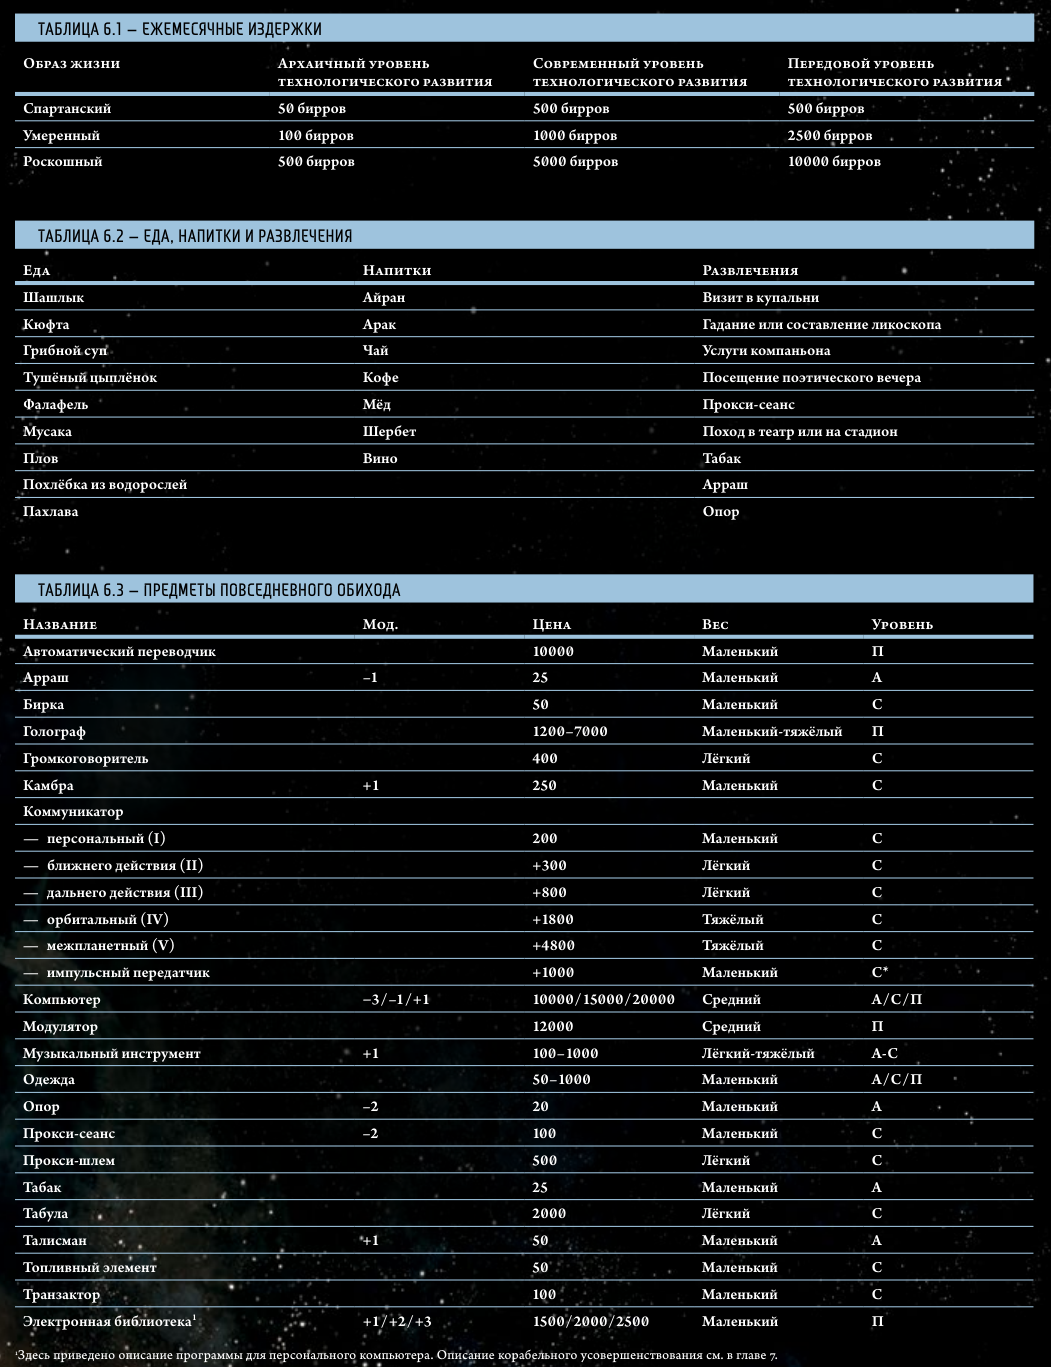 ТАБЛИЦА 6.1 – ЕЖЕМЕСЯЧНЫЕ ИЗДЕРЖКИ
Образ жизни Архаичный уровень технологического развития Современный уровень технологического развития Передовой уровень технологического развития
Спартанский 50 бирров 500 бирров 500 бирров
Умеренный 100 бирров 1000 бирров 2500 бирров
Роскошный 500 бирров 5000 бирров 10000 бирров
ТАБЛИЦА 6.2 – ЕДА, НАПИТКИ И РАЗВЛЕЧЕНИЯ
Еда Напитки Развлечения
Шашлык Айран Визит в купальни
Кюфта Арак Гадание или составление ликоскопа
Грибной суп Чай Услуги компаньона
Тушёный цыплёнок Кофе Посещение поэтического вечера
Фалафель Мёд Прокси-сеанс
Мусака Шербет Поход в театр или на стадион
Плов Вино Табак
Похлёбка из водорослей Арраш
Пахлава Опор
ТАБЛИЦА 6.3 – ПРЕДМЕТЫ ПОВСЕДНЕВНОГО ОБИХОДА
Название Мод. Цена Вес Уровень
Автоматический переводчик 10000 Маленький П
Арраш –1 25 Маленький А
Бирка 50 Маленький С
Голограф 1200–7000 Маленький-тяжёлый П
Громкоговоритель 400 Лёгкий С
Камбра +1 250 Маленький С
Коммуникатор
— персональный (I) 200 Маленький С
— ближнего действия (II) +300 Лёгкий С
— дальнего действия (III) +800 Лёгкий С
— орбитальный (IV) +1800 Тяжёлый С
— межпланетный (V) +4800 Тяжёлый С
— импульсный передатчик +1000 Маленький С*
Компьютер –3/–1/+1 10000/15000/20000 Средний А/С/П
Модулятор 12000 Средний П
Музыкальный инструмент +1 100–1000 Лёгкий-тяжёлый А-С
Одежда 50–1000 Маленький А/С/П
Опор –2 20 Маленький А
Прокси-сеанс –2 100 Маленький С
Прокси-шлем 500 Лёгкий С
Табак 25 Маленький А
Табула 2000 Лёгкий С
Талисман +1 50 Маленький А
Топливный элемент 50 Маленький С
Транзактор 100 Маленький С
Электронная библиотека¹ +1/+2/+3 1500/2000/2500 Маленький П
¹Здесь приведено описание программы для персонального компьютера. Описание корабельного усовершенствования см. в главе 7.